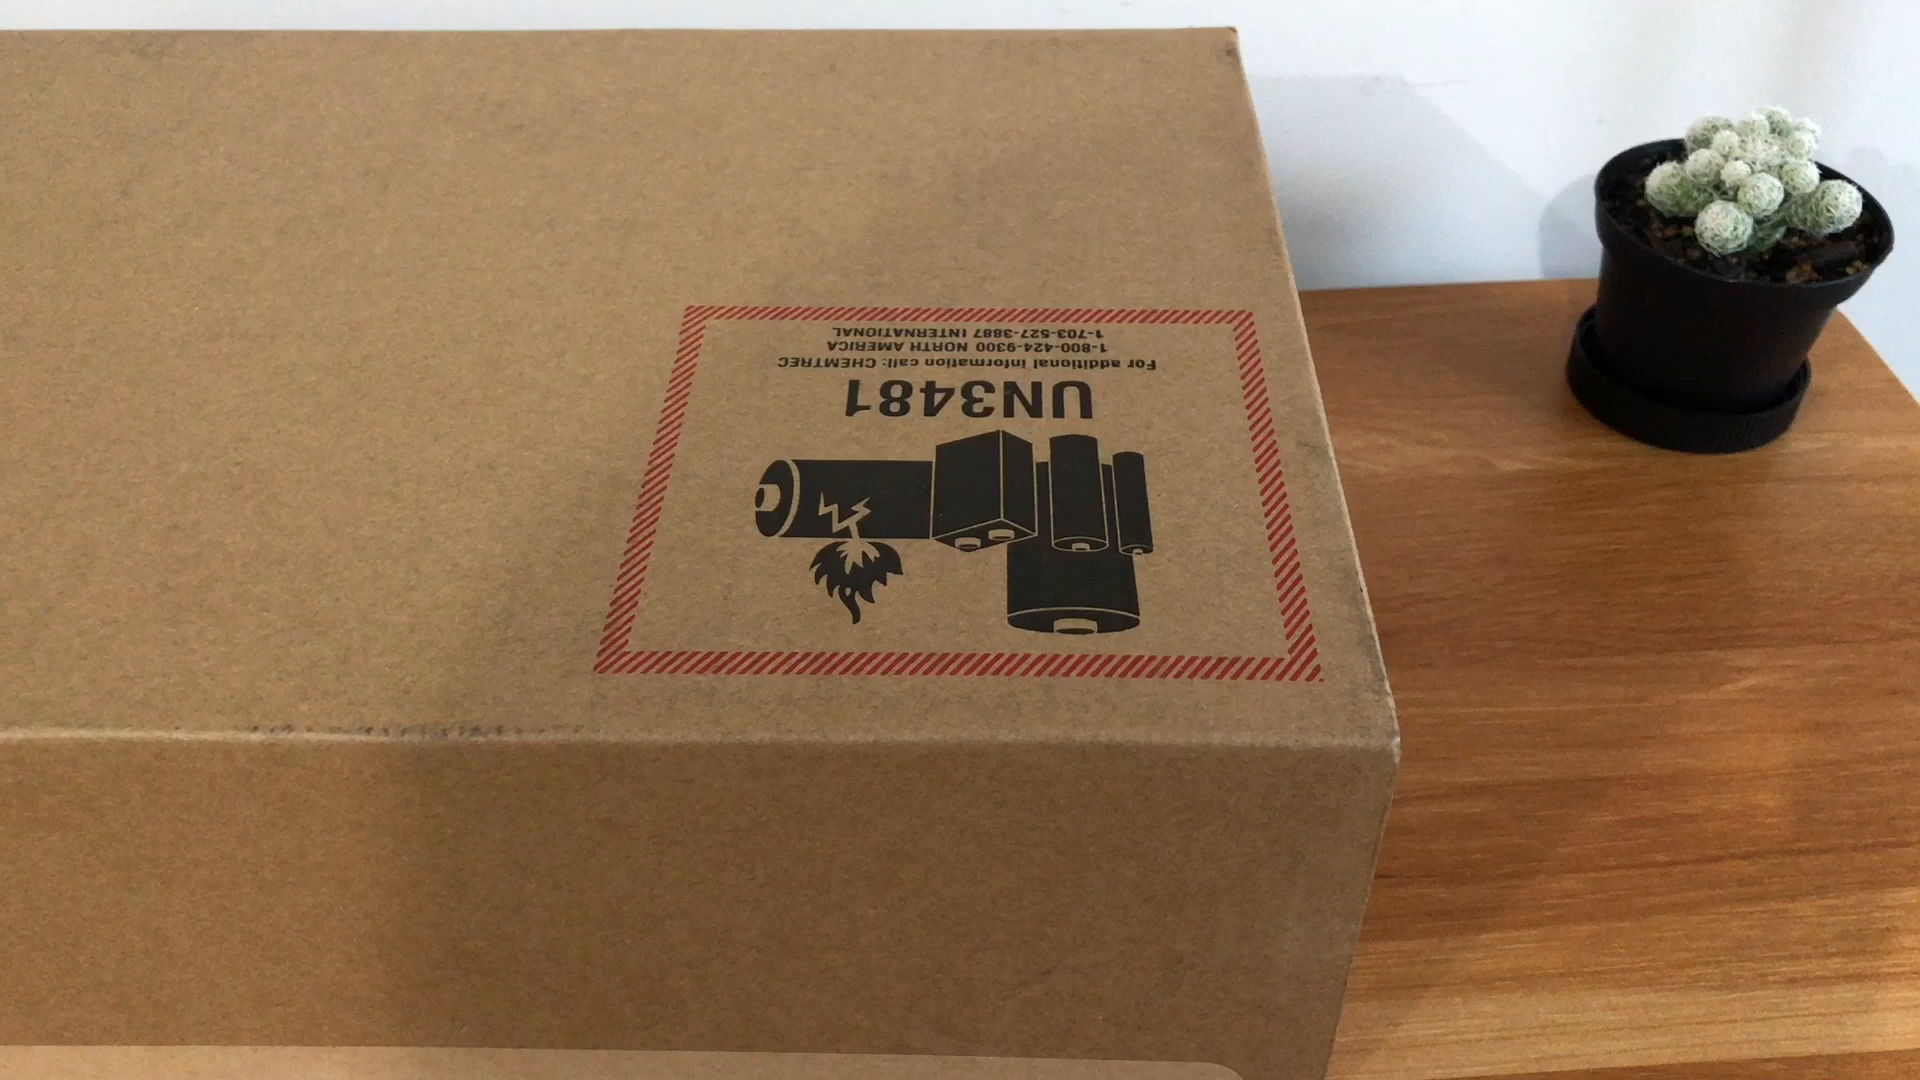 UN3481
For additional information call: CHEMTREC
1-800-424-9300 NORTH AMERICA
1-703-527-3887 INTERNATIONAL